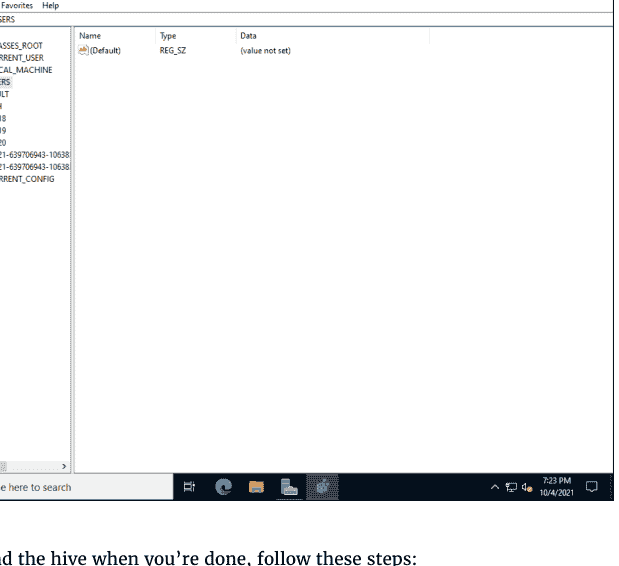 Favorites Help
SERS
Name Type Data
(Default) REG_SZ (value not set)
ASSES_ROOT
RRENT_USER
CAL_MACHINE
ERS
ULT
18
19
20
21-639706943-10638
21-639706943-10638
RRENT_CONFIG
e here to search
7:23 PM
10/4/2021
d the hive when you're done, follow these steps: